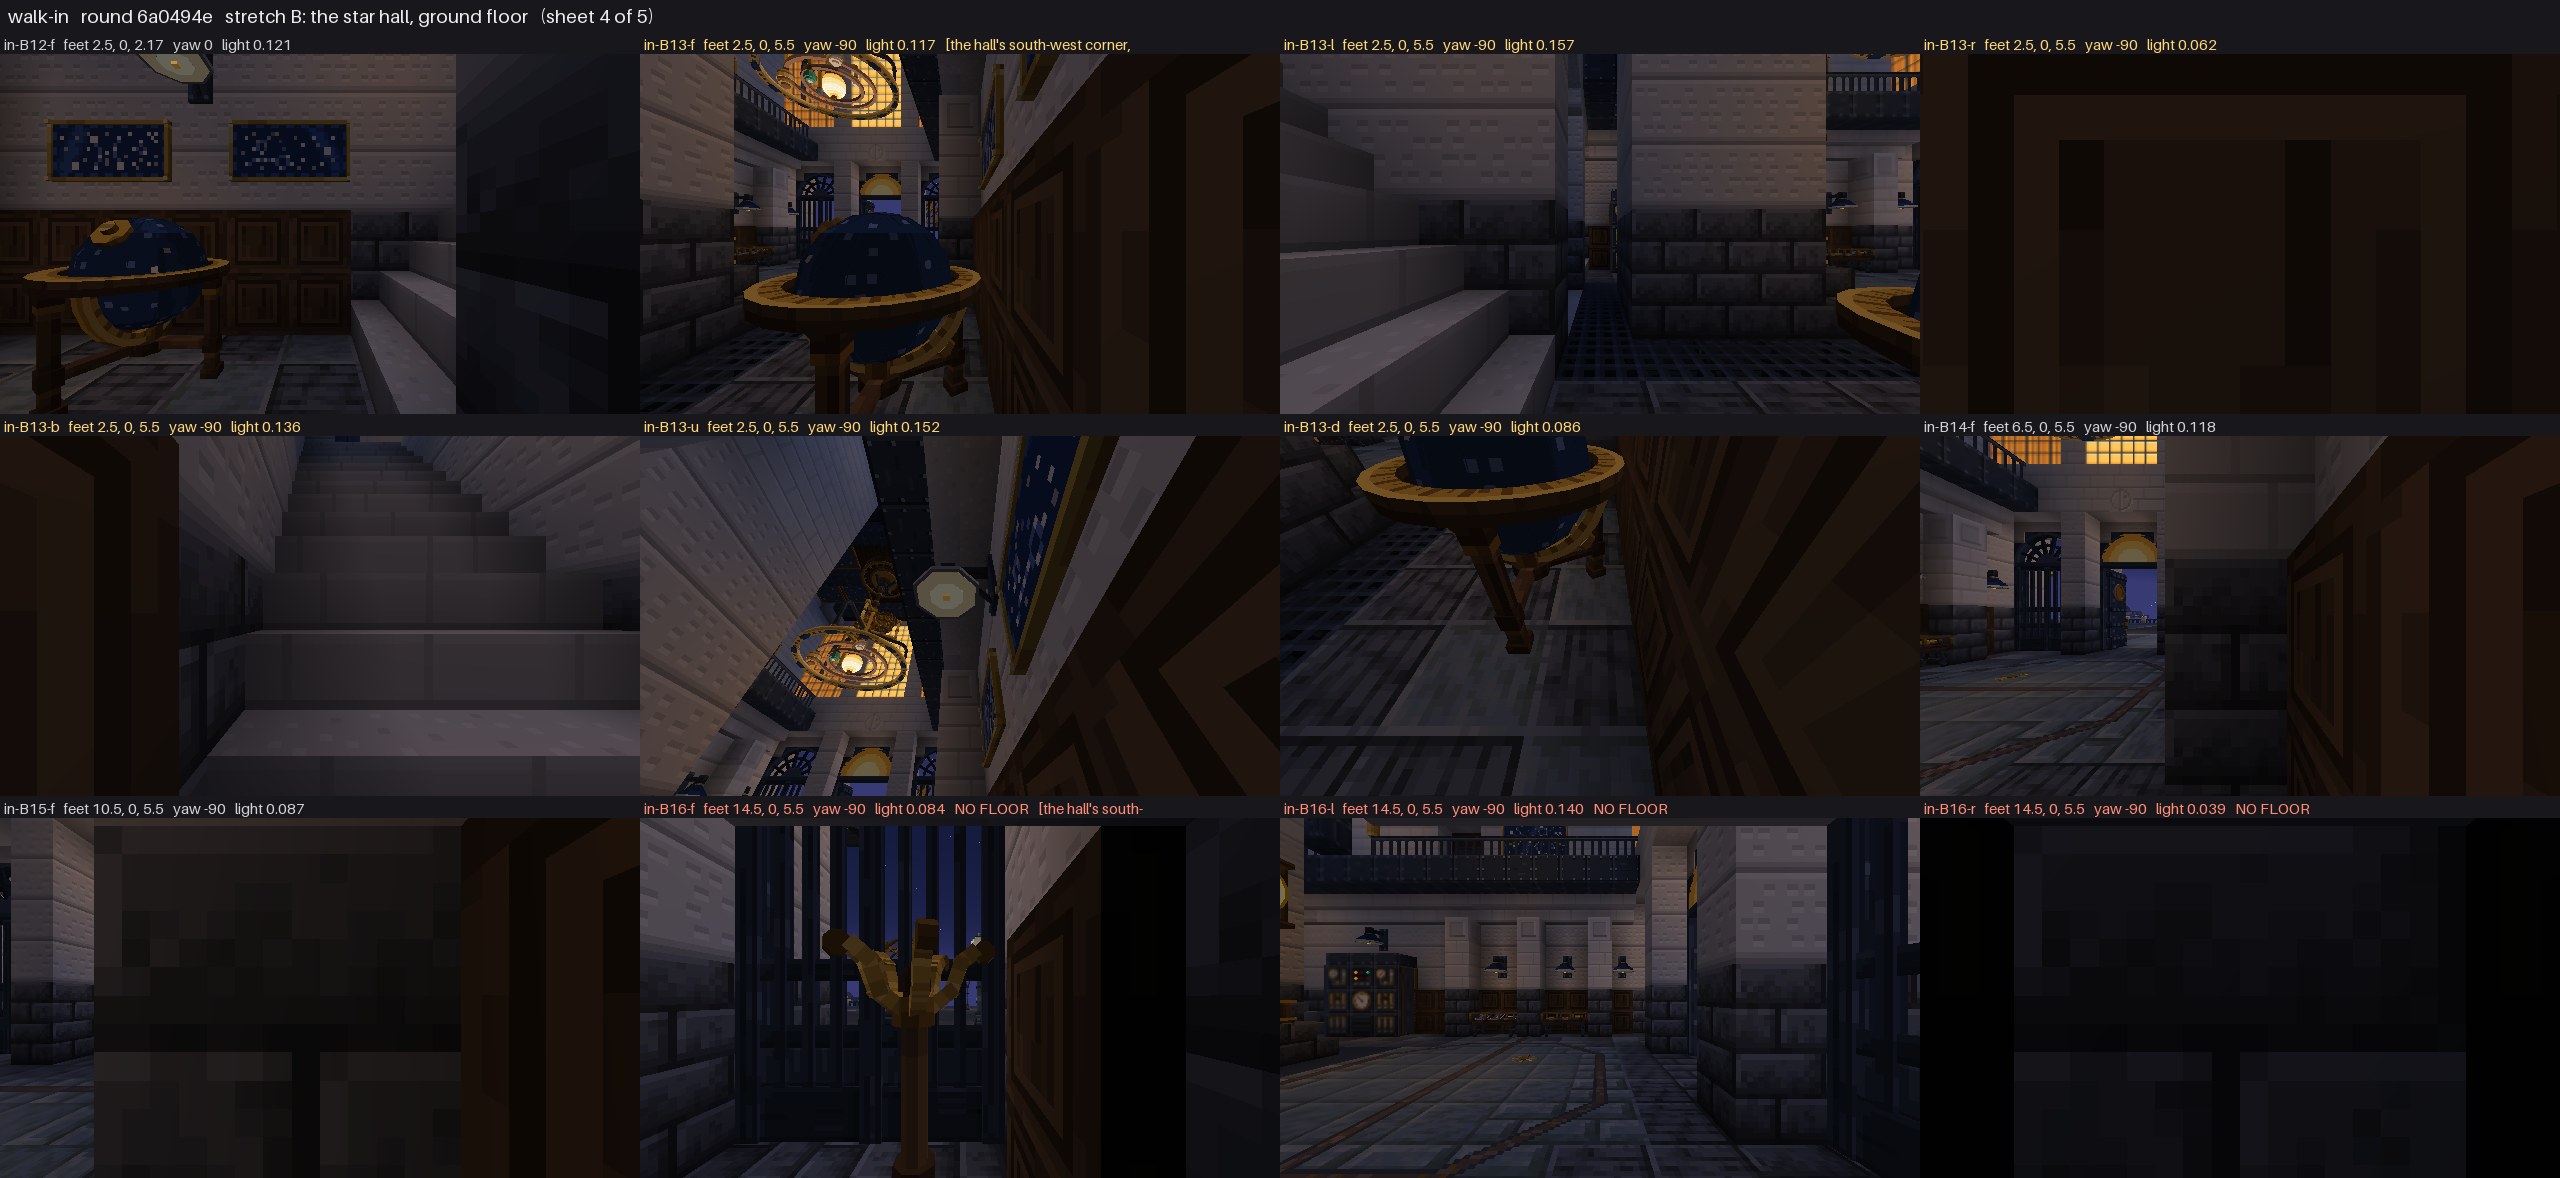 walk-in round 6a0494e stretch B: the star hall, ground floor (sheet 4 of 5)
in-B12-f feet 2.5, 0, 2.17 yaw 0 light 0.121
in-B13-f feet 2.5, 0, 5.5 yaw -90 light 0.117 [the hall's south-west corner,
in-B13-l feet 2.5, 0, 5.5 yaw -90 light 0.157
in-B13-r feet 2.5, 0, 5.5 yaw -90 light 0.062
in-B13-b feet 2.5, 0, 5.5 yaw -90 light 0.136
in-B13-u feet 2.5, 0, 5.5 yaw -90 light 0.152
in-B13-d feet 2.5, 0, 5.5 yaw -90 light 0.086
in-B14-f feet 6.5, 0, 5.5 yaw -90 light 0.118
in-B15-f feet 10.5, 0, 5.5 yaw -90 light 0.087
in-B16-f feet 14.5, 0, 5.5 yaw -90 light 0.084 NO FLOOR [the hall's south-
in-B16-l feet 14.5, 0, 5.5 yaw -90 light 0.140 NO FLOOR
in-B16-r feet 14.5, 0, 5.5 yaw -90 light 0.039 NO FLOOR